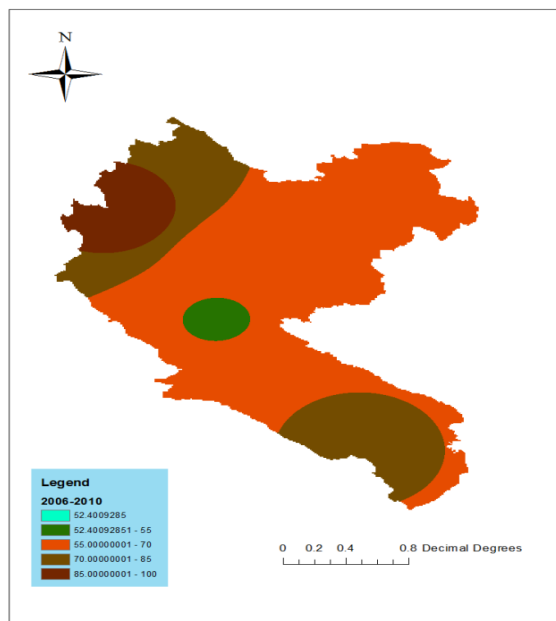 N
Legend
2006-2010
52.4009285
52.40092851 - 55
55.00000001 - 70
70.00000001 - 85
85.00000001 - 100
0 0.2 0.4 0.8 Decimal Degrees